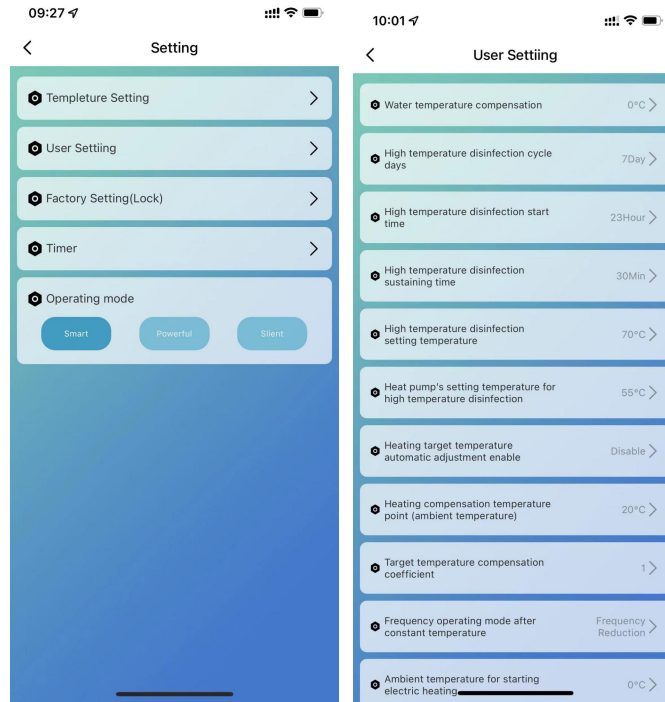 09:27
Setting
Templeture Setting
User Settiing
Factory Setting(Lock)
Timer
Operating mode
Smart
Powerful
Slient
10:01
User Settiing
Water temperature compensation
0°C
High temperature disinfection cycle
days
7Day
High temperature disinfection start
time
23Hour
High temperature disinfection
sustaining time
30Min
High temperature disinfection
setting temperature
70°C
Heat pump's setting temperature for
high temperature disinfection
55°C
Heating target temperature
automatic adjustment enable
Disable
Heating compensation temperature
point (ambient temperature)
20°C
Target temperature compensation
coefficient
1
Frequency operating mode after
constant temperature
Frequency
Reduction
Ambient temperature for starting
electric heating
0°C